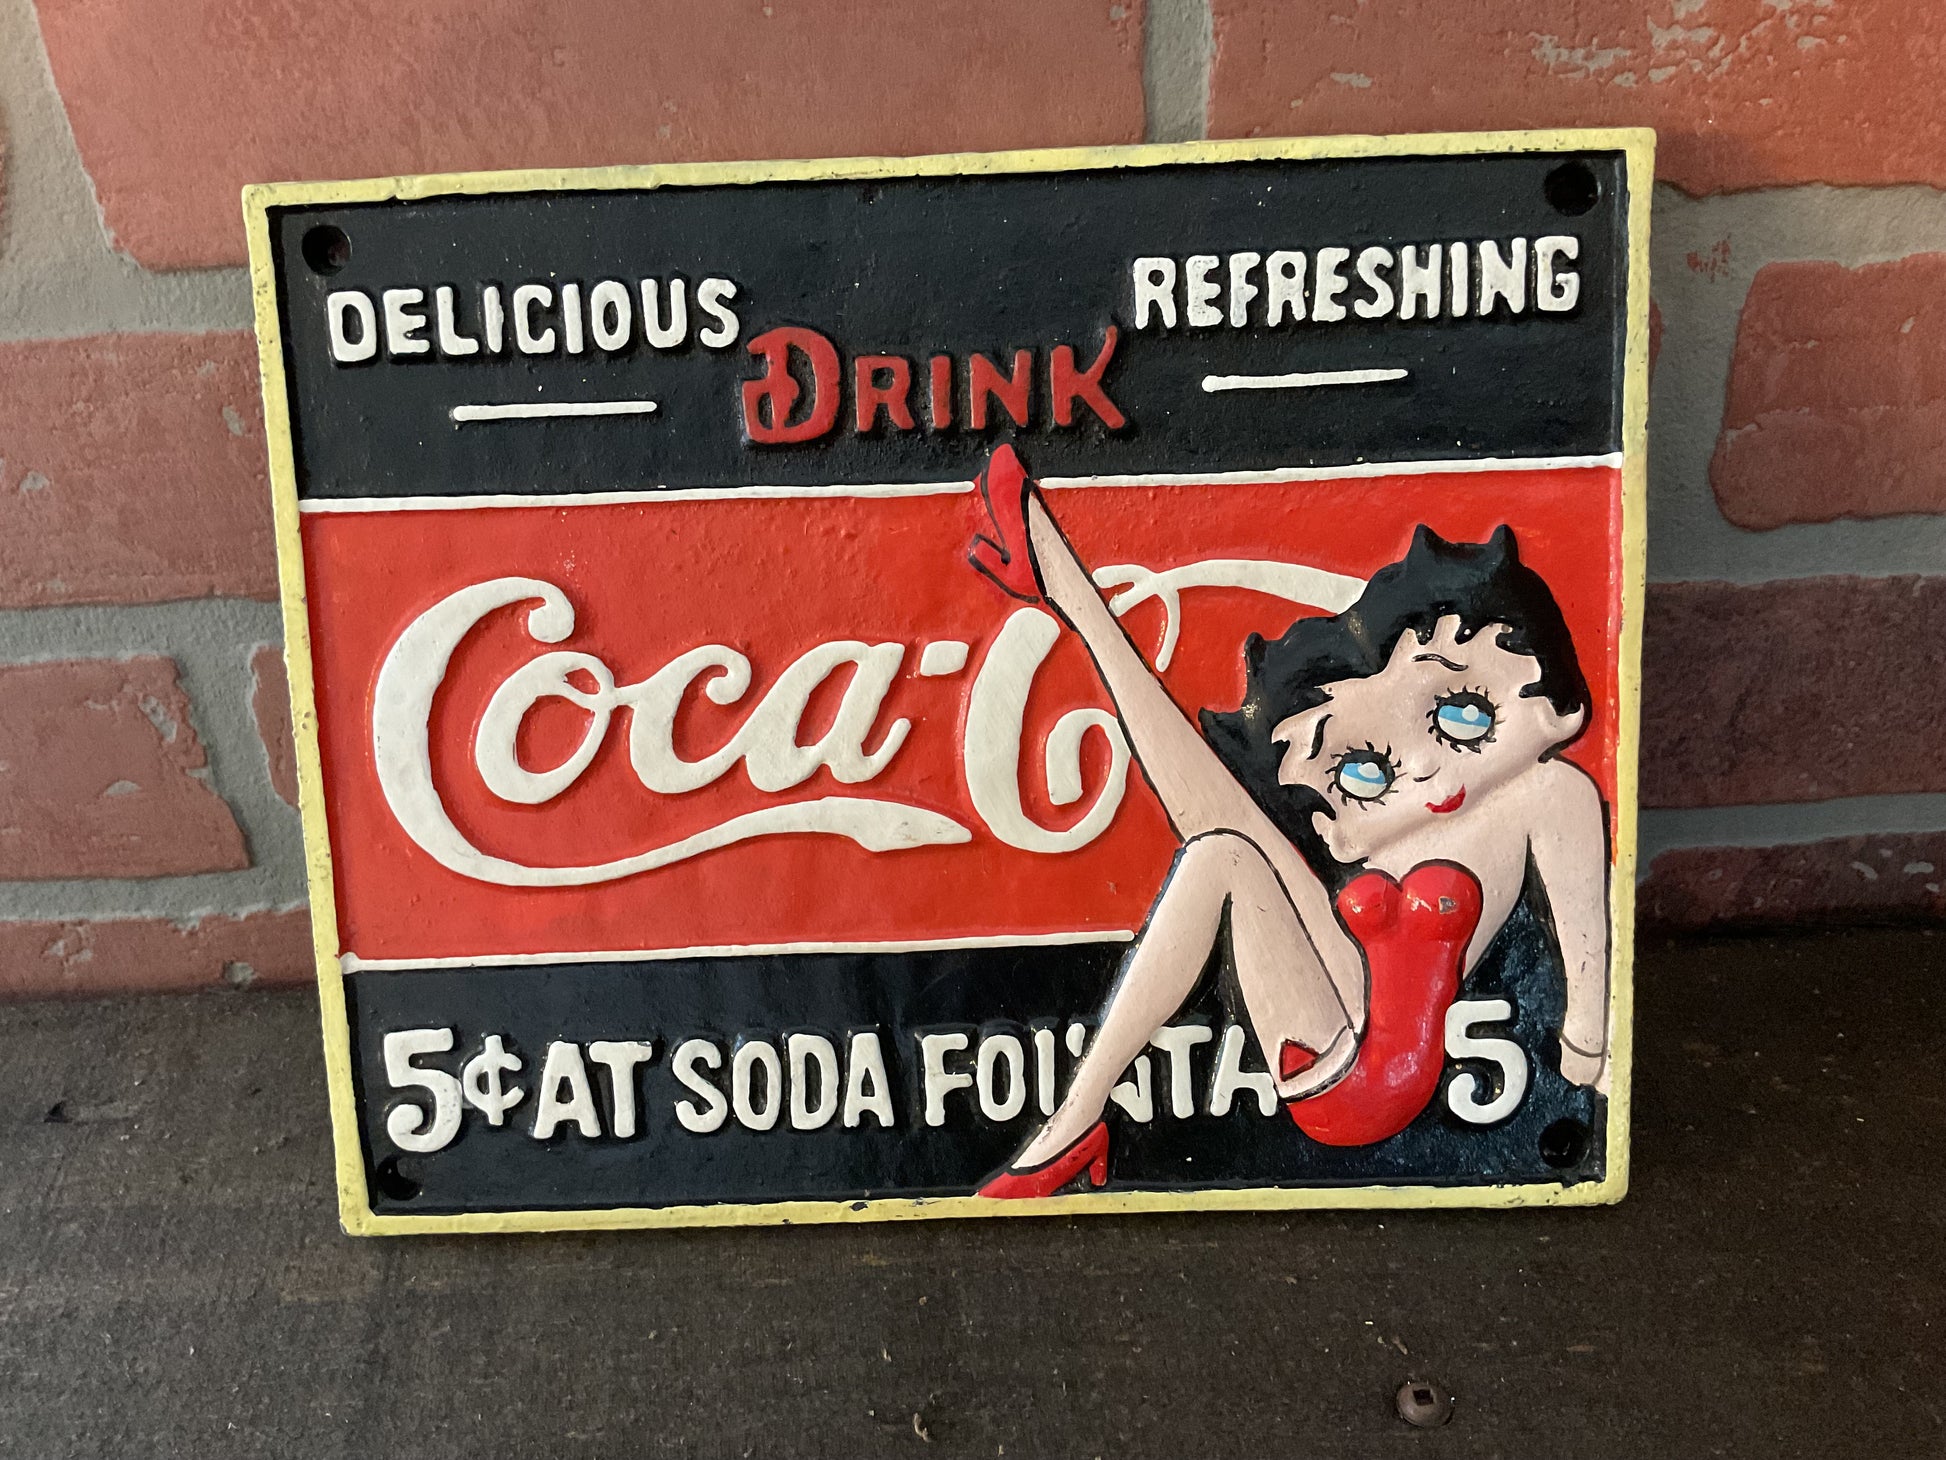 DELICIOUS REFRESHING
DRINK
Coca-C
5¢ AT SODA FOUNTA 5